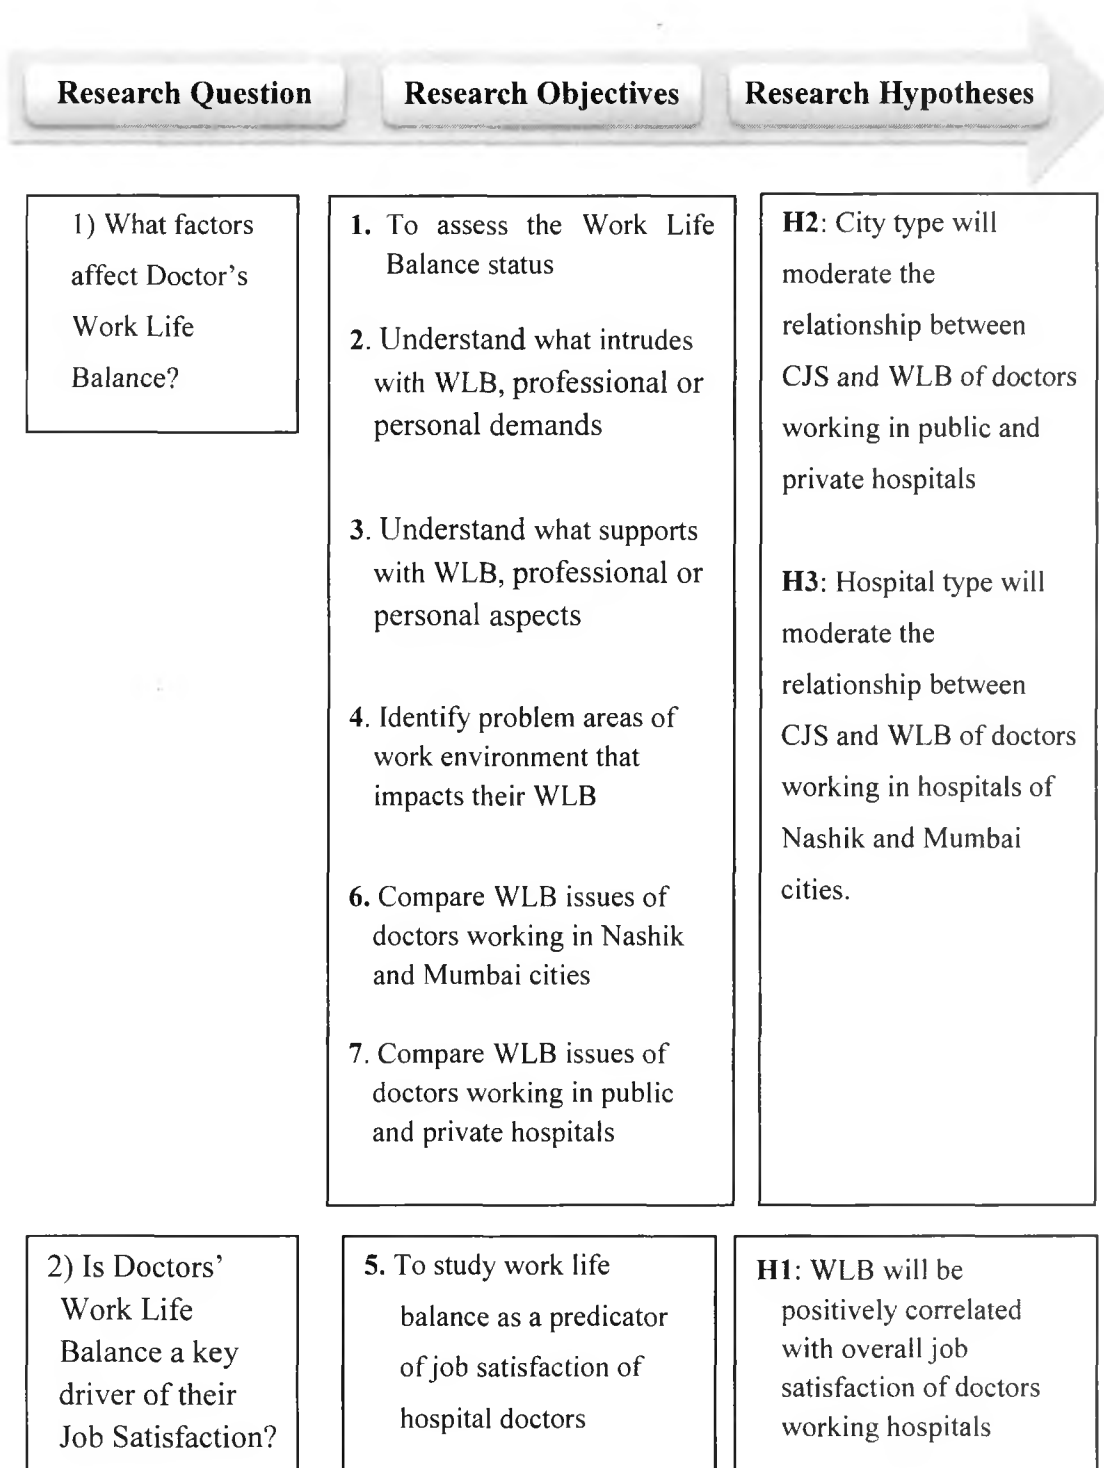 Research Question
Research Objectives
Research Hypotheses
1) What factors
affect Doctor's
Work Life
Balance?
1. To assess the Work Life
Balance status
2. Understand what intrudes
with WLB, professional or
personal demands
3. Understand what supports
with WLB, professional or
personal aspects
4. Identify problem areas of
work environment that
impacts their WLB
6. Compare WLB issues of
doctors working in Nashik
and Mumbai cities
7. Compare WLB issues of
doctors working in public
and private hospitals
H2: City type will
moderate the
relationship between
CJS and WLB of doctors
working in public and
private hospitals
H3: Hospital type will
moderate the
relationship between
CJS and WLB of doctors
working in hospitals of
Nashik and Mumbai
cities.
2) Is Doctors'
Work Life
Balance a key
driver of their
Job Satisfaction?
5. To study work life
balance as a predicator
of job satisfaction of
hospital doctors
H1: WLB will be
positively correlated
with overall job
satisfaction of doctors
working hospitals